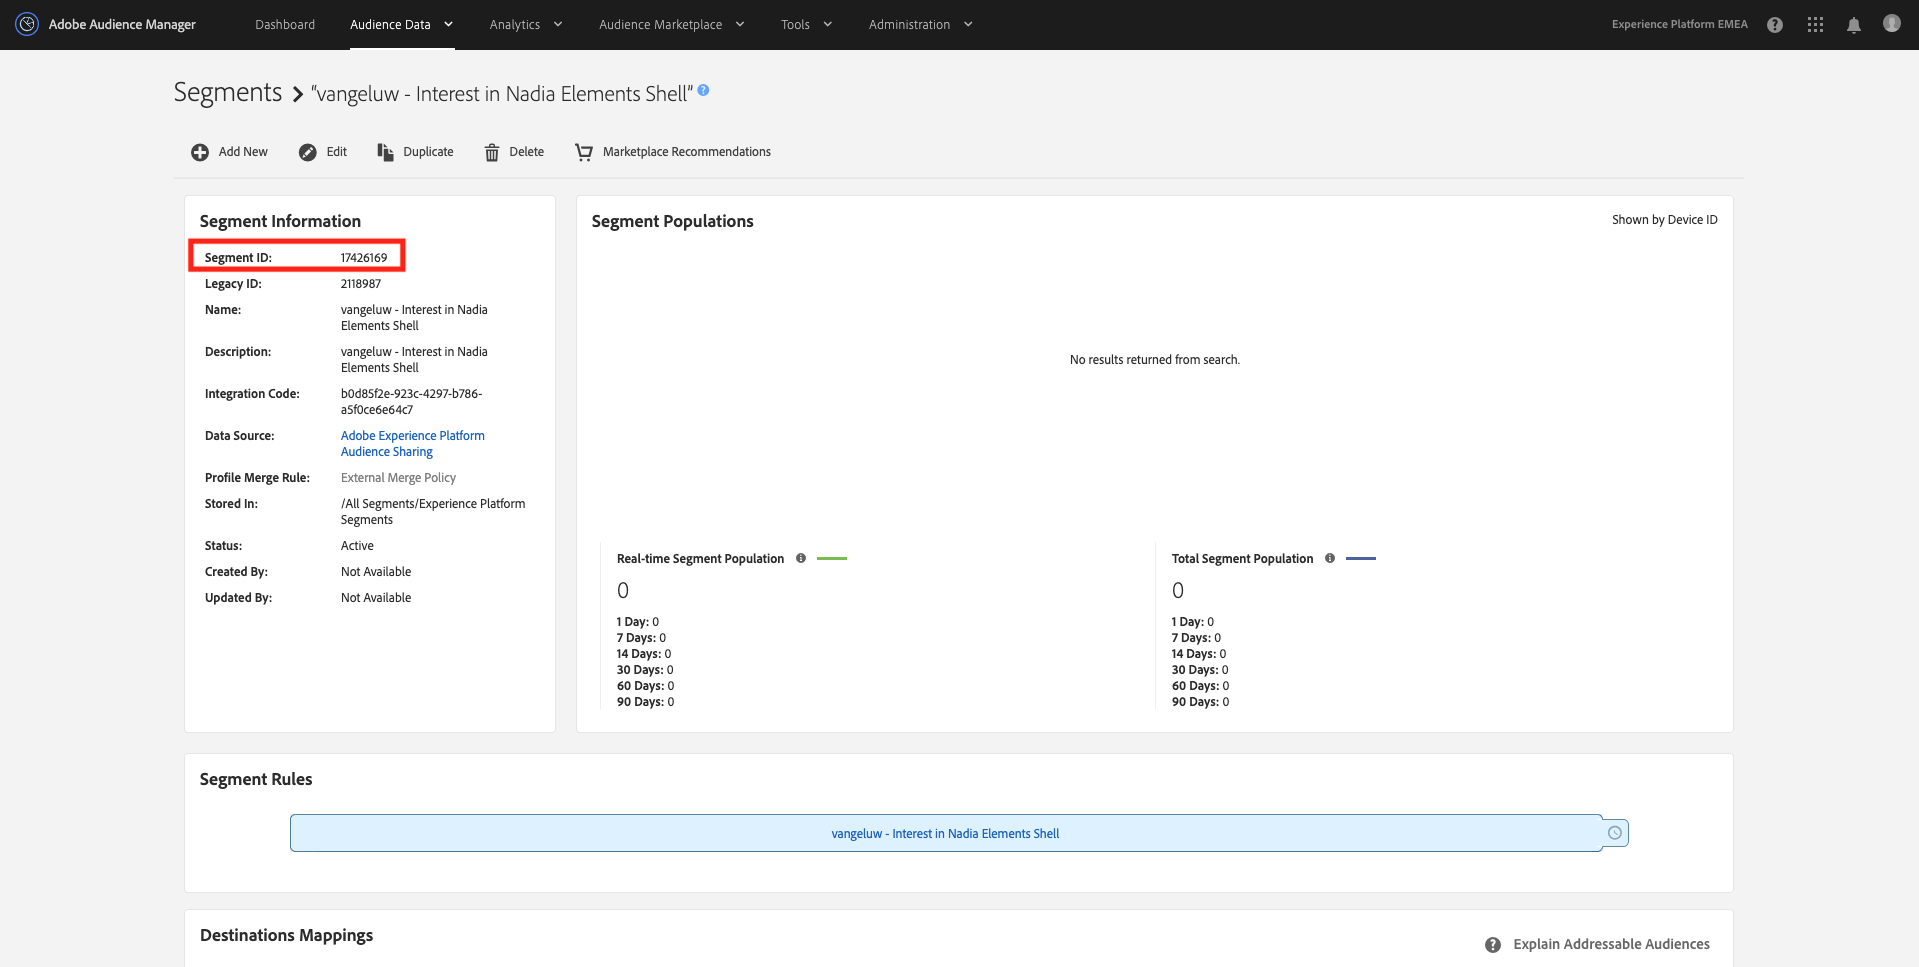 Adobe Audience Manager
Dashboard
Audience Data
Analytics
Audience Marketplace
Tools
Administration
Experience Platform EMEA
Segments
“vangeluw - Interest in Nadia Elements Shell”
Add New
Edit
Duplicate
Delete
Marketplace Recommendations
Segment Information
Segment ID: 17426169
Legacy ID: 2118987
Name: vangeluw - Interest in Nadia
Elements Shell
Description: vangeluw - Interest in Nadia
Elements Shell
Integration Code: b0d85f2e-923c-4297-b786-
a5f0ce6e64c7
Data Source: Adobe Experience Platform
Audience Sharing
Profile Merge Rule: External Merge Policy
Stored In: /All Segments/Experience Platform
Segments
Status: Active
Created By: Not Available
Updated By: Not Available
Segment Populations
Shown by Device ID
No results returned from search.
Real-time Segment Population
0
1 Day: 0
7 Days: 0
14 Days: 0
30 Days: 0
60 Days: 0
90 Days: 0
Total Segment Population
0
1 Day: 0
7 Days: 0
14 Days: 0
30 Days: 0
60 Days: 0
90 Days: 0
Segment Rules
vangeluw - Interest in Nadia Elements Shell
Destinations Mappings
Explain Addressable Audiences